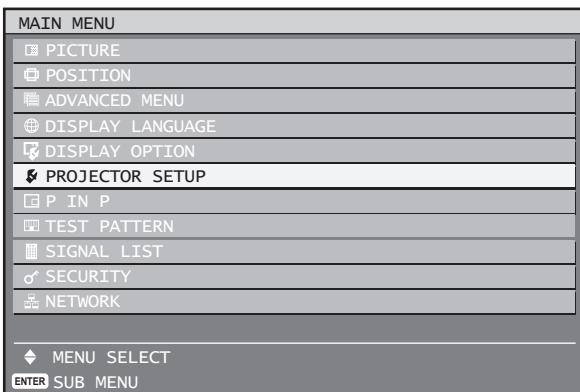 MAIN MENU
PICTURE
POSITION
ADVANCED MENU
DISPLAY LANGUAGE
DISPLAY OPTION
PROJECTOR SETUP
P IN P
TEST PATTERN
SIGNAL LIST
SECURITY
NETWORK
MENU SELECT
ENTER SUB MENU